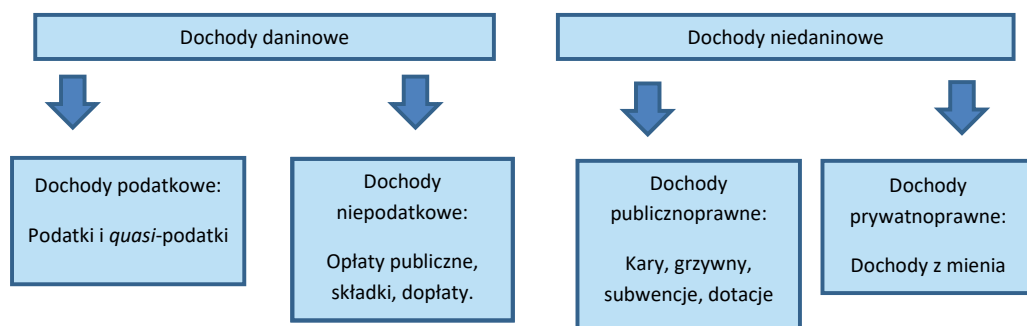 Dochody daninowe
Dochody niedaninowe
Dochody podatkowe:
Podatki i quasi-podatki
Dochody
niepodatkowe:
Opłaty publiczne,
składki, dopłaty.
Dochody
publicznoprawne:
Kary, grzywny,
subwencje, dotacje
Dochody
prywatnoprawne:
Dochody z mienia